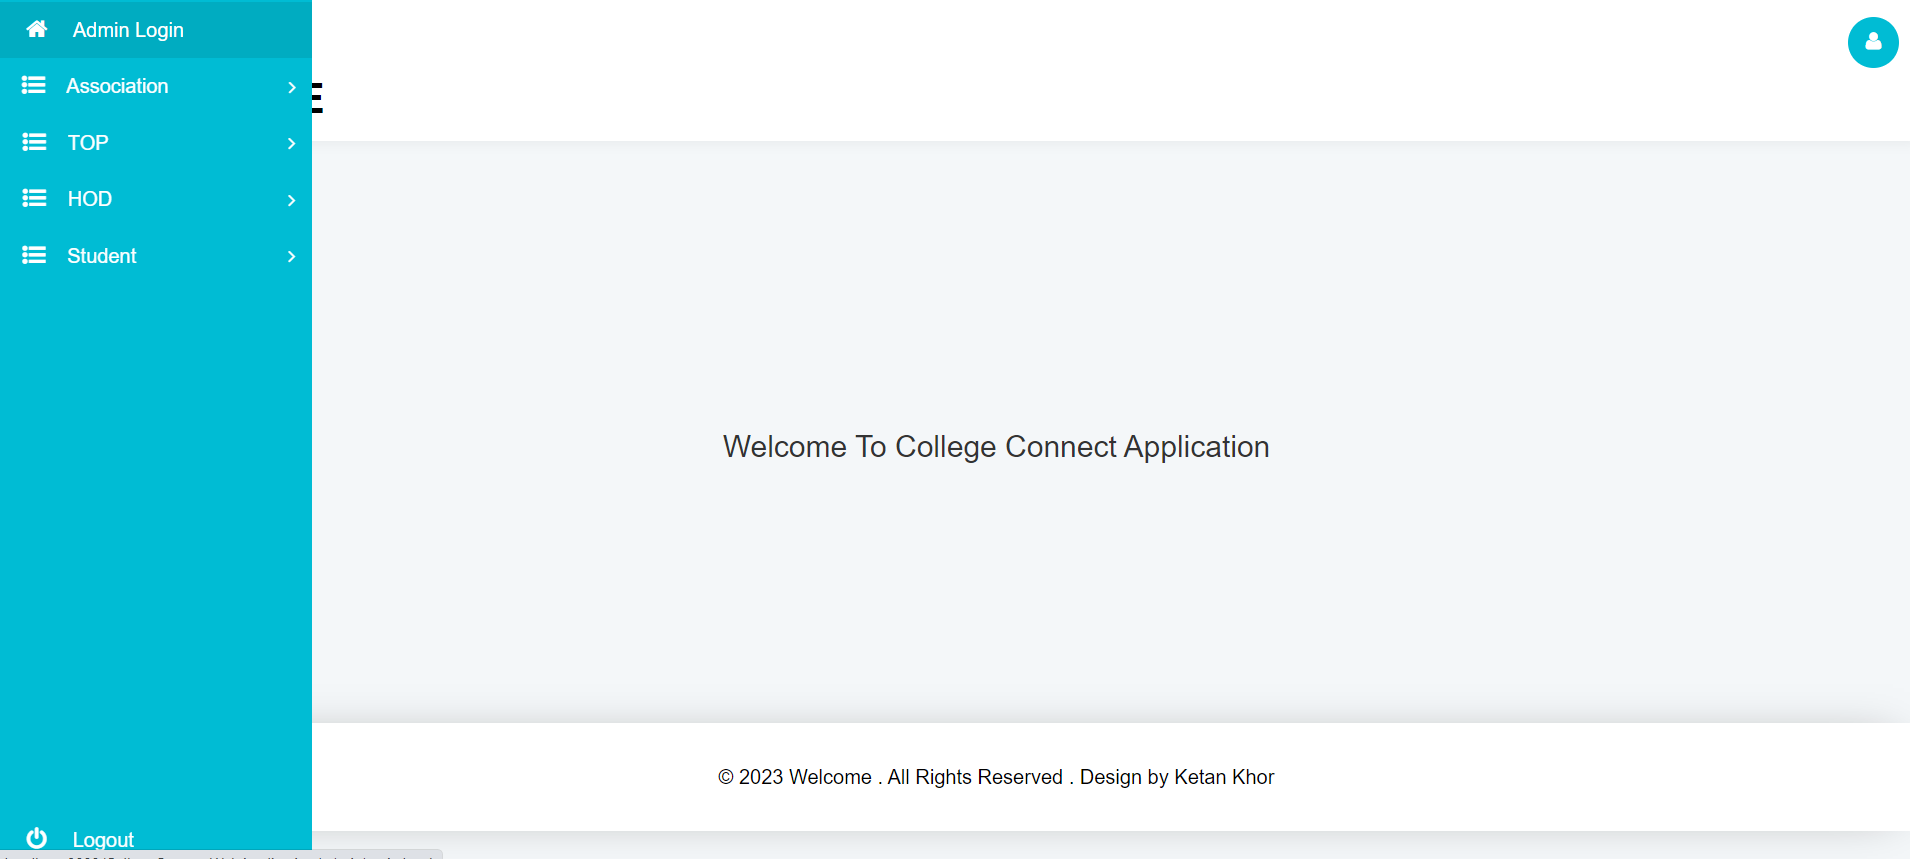 Admin Login
Association
E
TOP
HOD
Student
Welcome To College Connect Application
© 2023 Welcome . All Rights Reserved . Design by Ketan Khor
Logout